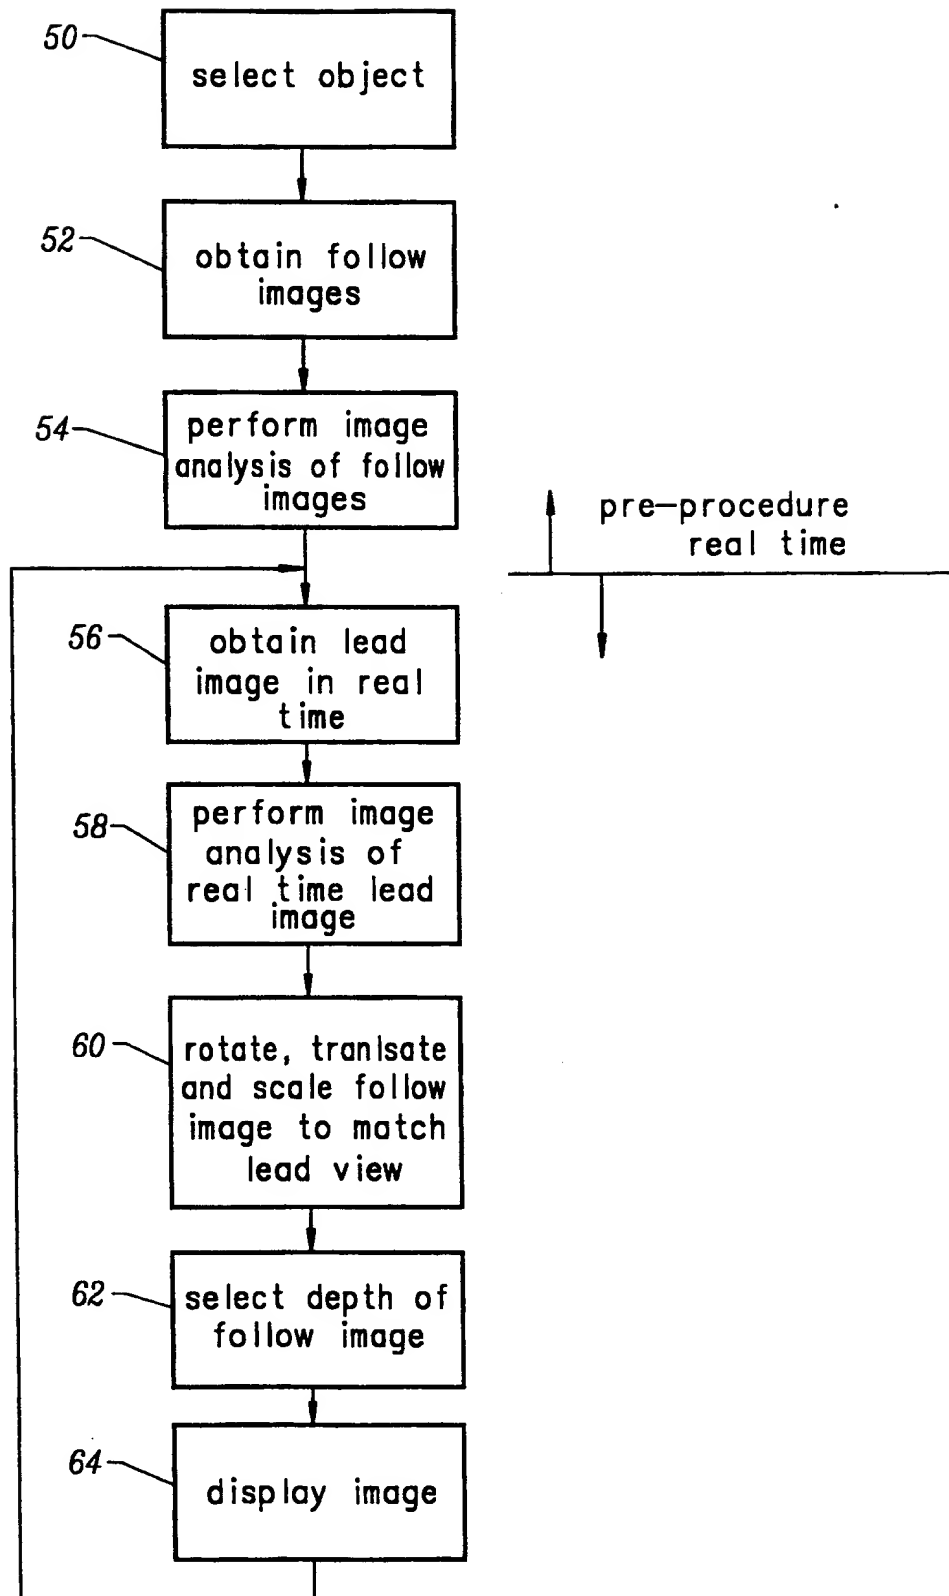 50
select object
52
obtain follow
images
54
perform image
analysis of follow
images
pre-procedure
real time
56
obtain lead
image in real
time
58
perform image
analysis of
real time lead
image
60
rotate, tranlsate
and scale follow
image to match
lead view
62
select depth of
follow image
64
display image